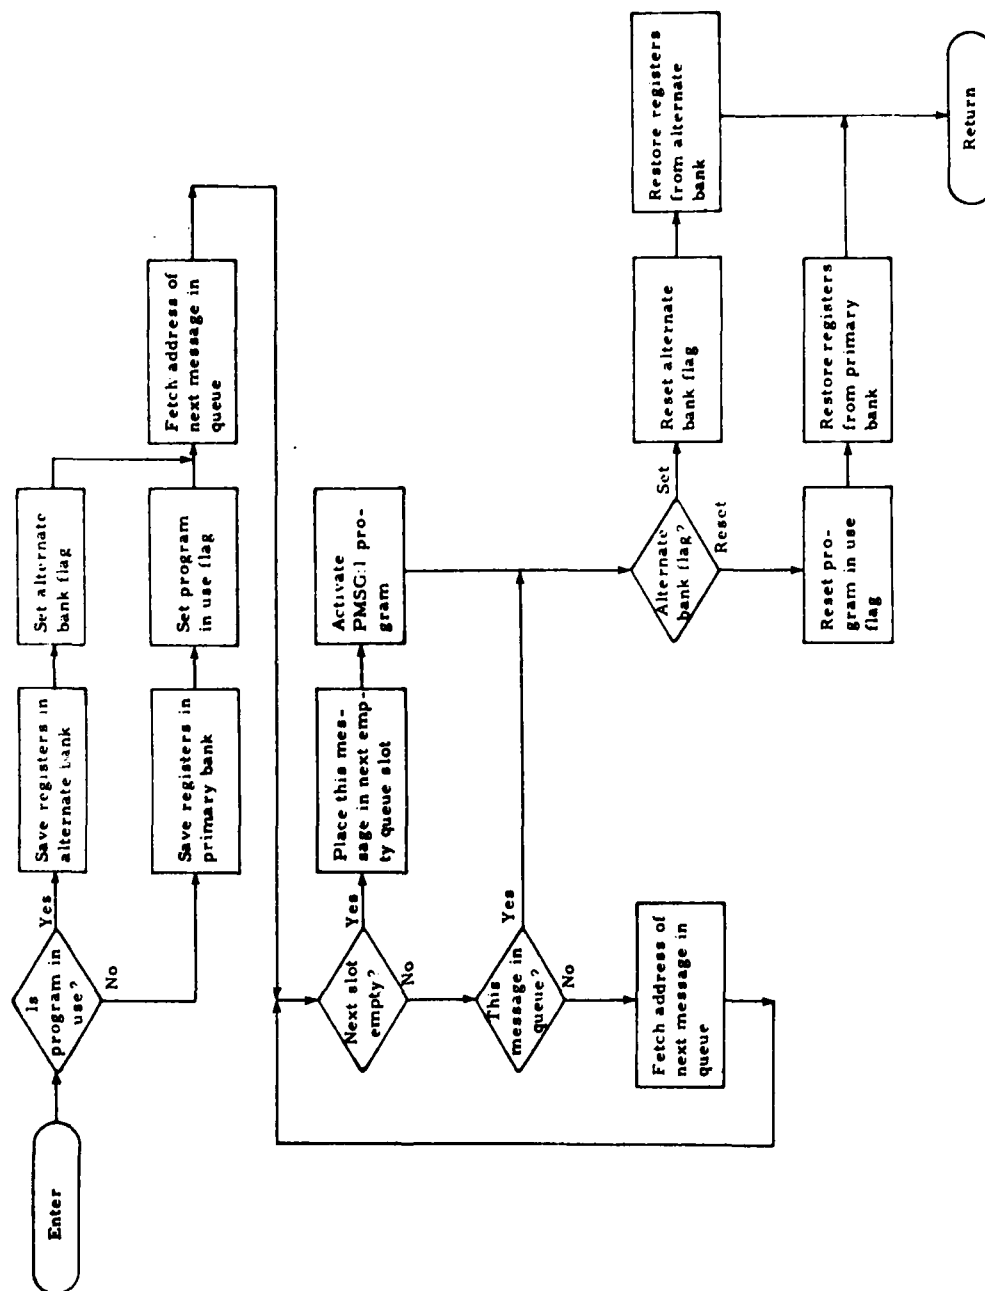 Enter
Is
program in
use?
Yes
No
Save registers in
alternate bank
Set alternate
bank flag
Save registers in
primary bank
Set program
in use flag
Fetch address of
next message in
queue
Next slot
empty?
Yes
No
Place this mes-
sage in next emp-
ty queue slot
Activate
PMSG:1 pro-
gram
This
message in
queue?
Yes
No
Fetch address of
next message in
queue
Alternate
bank flag?
Set
Reset
Reset alternate
bank flag
Restore registers
from alternate
bank
Reset pro-
gram in use
flag
Restore registers
from primary
bank
Return